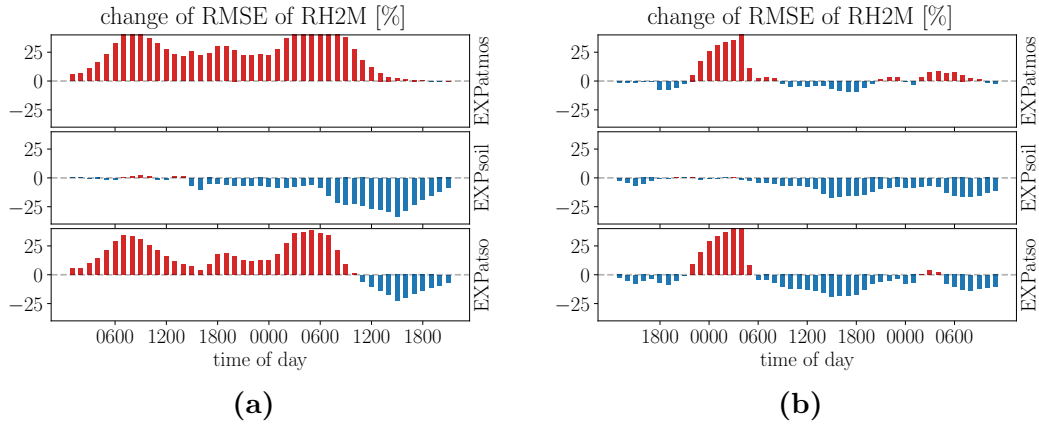 change of RMSE of RH2M [%]
25
0
−25
EXPatmos
25
0
−25
EXPsoil
25
0
−25
EXPatso
0600 1200 1800 0000 0600 1200 1800
time of day
(a)
change of RMSE of RH2M [%]
25
0
−25
EXPatmos
25
0
−25
EXPsoil
25
0
−25
EXPatso
1800 0000 0600 1200 1800 0000 0600
time of day
(b)